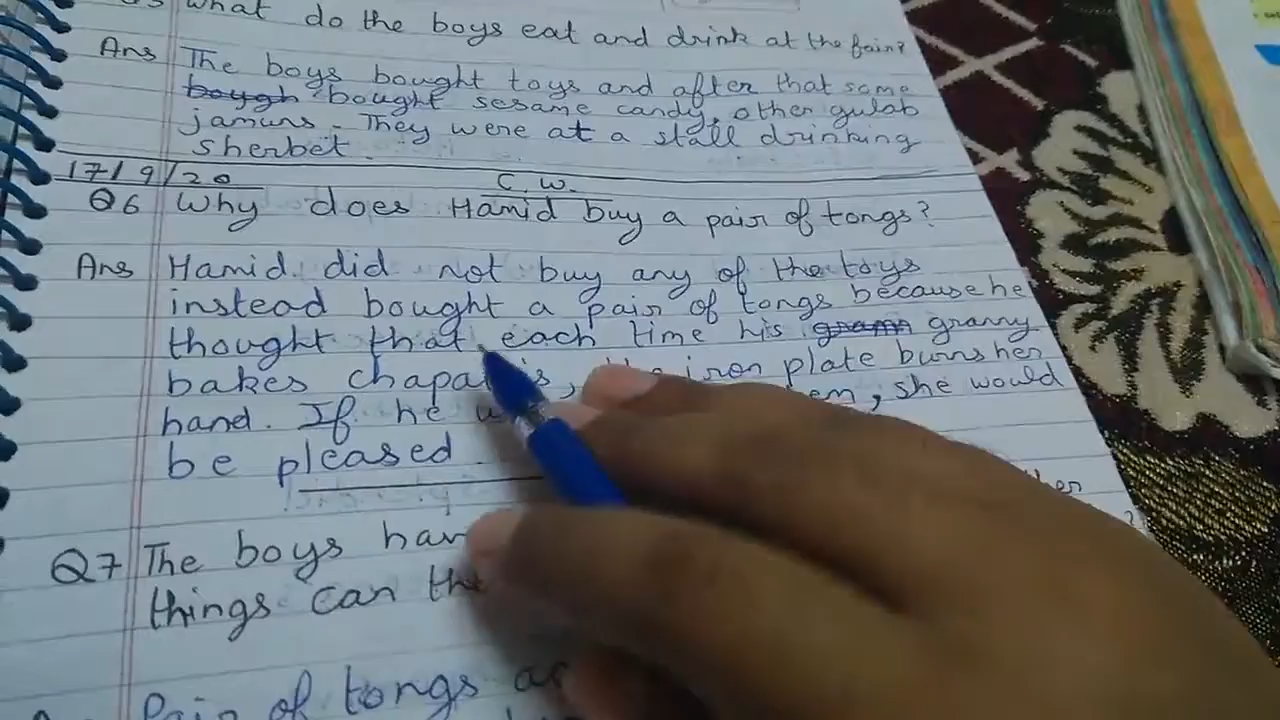 What do the boys eat and drink at the fair?
Ans The boys bought toys and after that some
bough bought sesame candy, other gulab
jamuns. They were at a stall drinking
sherbet.
17/9/20
C.W.
Q6 Why does Hamid buy a pair of tongs?
Ans Hamid did not buy any of the toys
instead bought a pair of tongs because he
thought that each time his granny
bakes chapatis, iron plate burns her
hand. If he she would
be pleased
Q7 The boys
things can
Pair of tongs